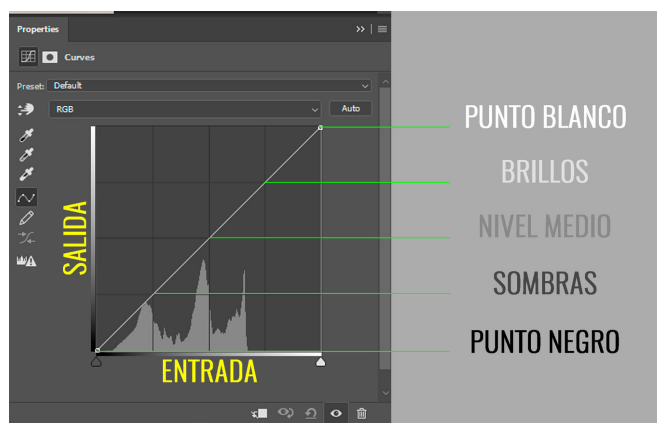 Properties
Curves
Preset: Default
RGB
Auto
SALIDA
ENTRADA
PUNTO BLANCO
BRILLOS
NIVEL MEDIO
SOMBRAS
PUNTO NEGRO